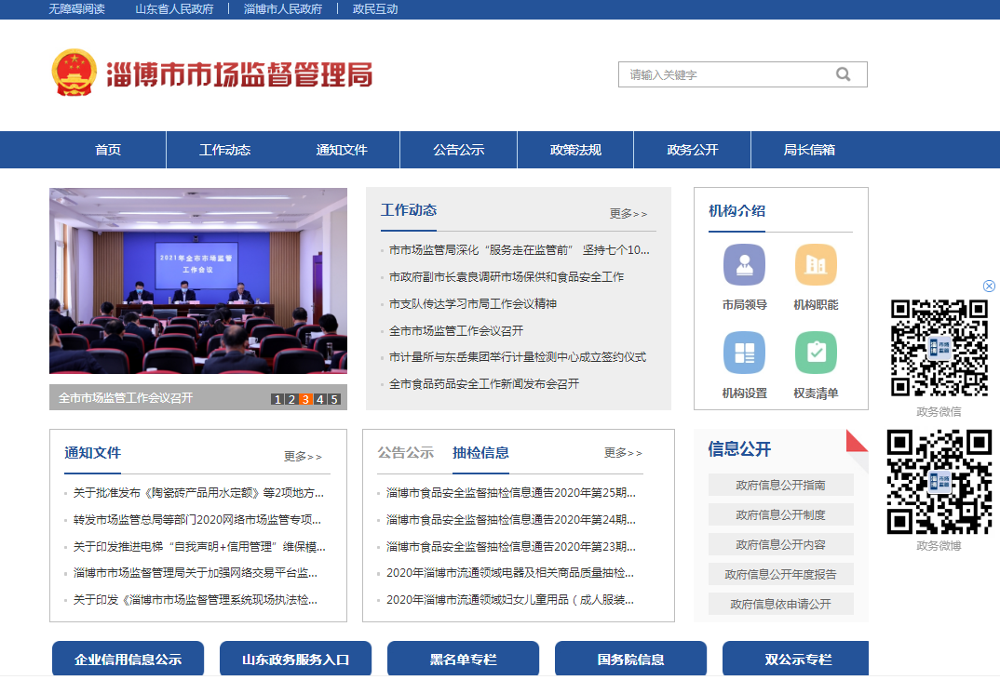 无障碍阅读 山东省人民政府 | 淄博市人民政府 | 政民互动
淄博市市场监督管理局
请输入关键字
首页 工作动态 通知文件 公告公示 政策法规 政务公开 局长信箱
2021年全市市场监管
工作会议
全市市场监管工作会议召开 1 2 3 4 5
工作动态 更多>>
市市场监管局深化“服务走在监管前” 坚持七个10...
市政府副市长袁良调研市场保供和食品安全工作
市支队传达学习市局工作会议精神
全市市场监管工作会议召开
市计量所与东岳集团举行计量检测中心成立签约仪式
全市食品药品安全工作新闻发布会召开
机构介绍
市局领导 机构职能
机构设置 权责清单
淄博 市场监管
政务微信
淄博 市场监管
政务微博
通知文件 更多>>
关于批准发布《陶瓷砖产品用水定额》等2项地方...
转发市场监管总局等部门2020网络市场监管专项...
关于印发推进电梯“自我声明+信用管理”维保模...
淄博市市场监督管理局关于加强网络交易平台监...
关于印发《淄博市市场监督管理系统现场执法检...
公告公示 抽检信息 更多>>
淄博市食品安全监督抽检信息通告2020年第25期...
淄博市食品安全监督抽检信息通告2020年第24期...
淄博市食品安全监督抽检信息通告2020年第23期...
2020年淄博市流通领域电器及相关商品质量抽检...
2020年淄博市流通领域妇女儿童用品（成人服装...
信息公开
政府信息公开指南
政府信息公开制度
政府信息公开内容
政府信息公开年度报告
政府信息依申请公开
企业信用信息公示 山东政务服务入口 黑名单专栏 国务院信息 双公示专栏